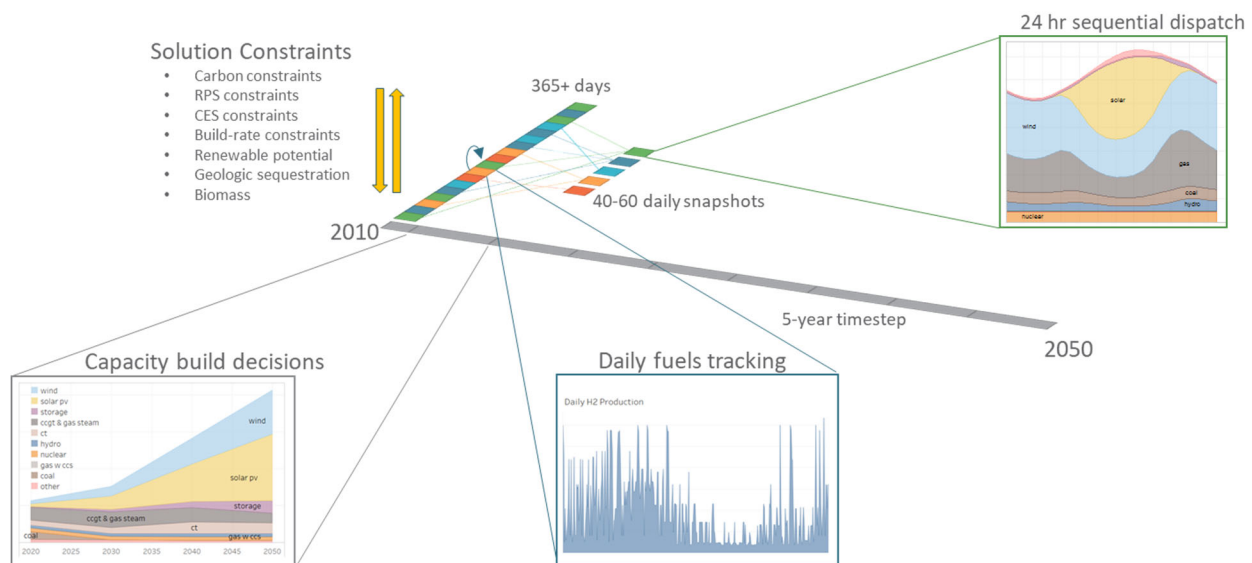 24 hr sequential dispatch
Solution Constraints
• Carbon constraints
• RPS constraints
• CES constraints
• Build-rate constraints
• Renewable potential
• Geologic sequestration
• Biomass
365+ days
40-60 daily snapshots
solar
wind
gas
coal
hydro
nuclear
2010
5-year timestep
2050
Capacity build decisions
wind
solar pv
storage
ccgt & gas steam
ct
hydro
nuclear
gas w ccs
coal
other
wind
solar pv
storage
ccgt & gas steam
ct
coal
gas w ccs
2020 2025 2030 2035 2040 2045 2050
Daily fuels tracking
Daily H2 Production